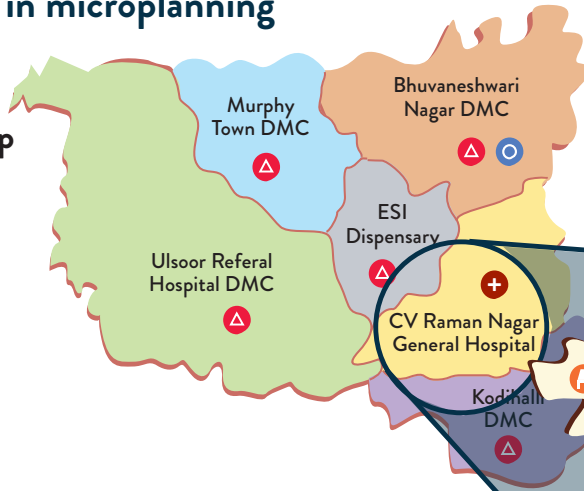 in microplanning
p
Murphy
Town DMC
Bhuvaneshwari
Nagar DMC
ESI
Dispensary
Ulsoor Referal
Hospital DMC
CV Raman Nagar
General Hospital
Kodihalli
DMC